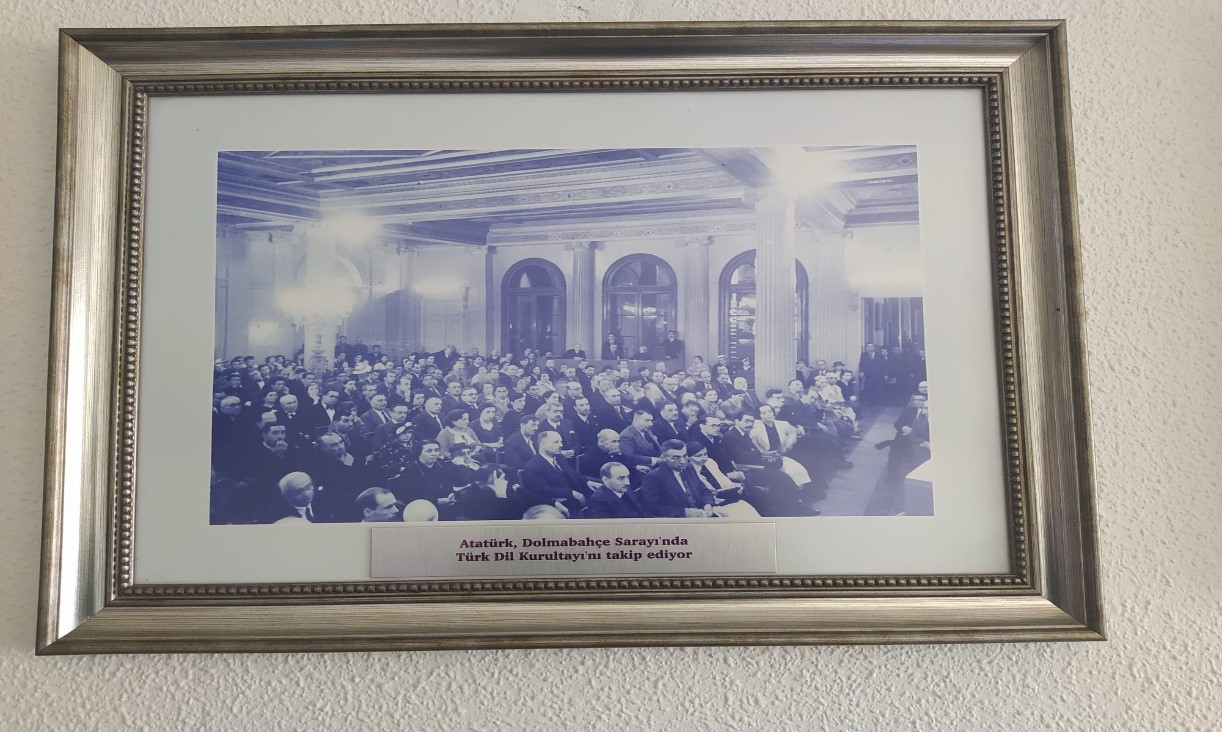 Atatürk, Dolmabahçe Sarayı'nda
Türk Dil Kurultayı'nı takip ediyor